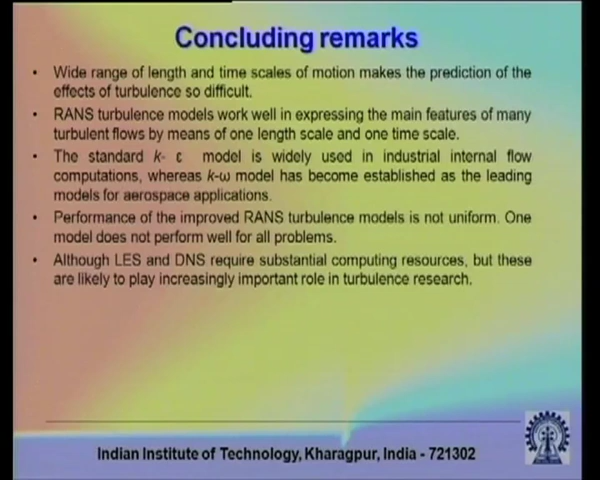 Concluding remarks
• Wide range of length and time scales of motion makes the prediction of the
effects of turbulence so difficult.
• RANS turbulence models work well in expressing the main features of many
turbulent flows by means of one length scale and one time scale.
• The standard k- ε model is widely used in industrial internal flow
computations, whereas k-ω model has become established as the leading
models for aerospace applications.
• Performance of the improved RANS turbulence models is not uniform. One
model does not perform well for all problems.
• Although LES and DNS require substantial computing resources, but these
are likely to play increasingly important role in turbulence research.
Indian Institute of Technology, Kharagpur, India - 721302